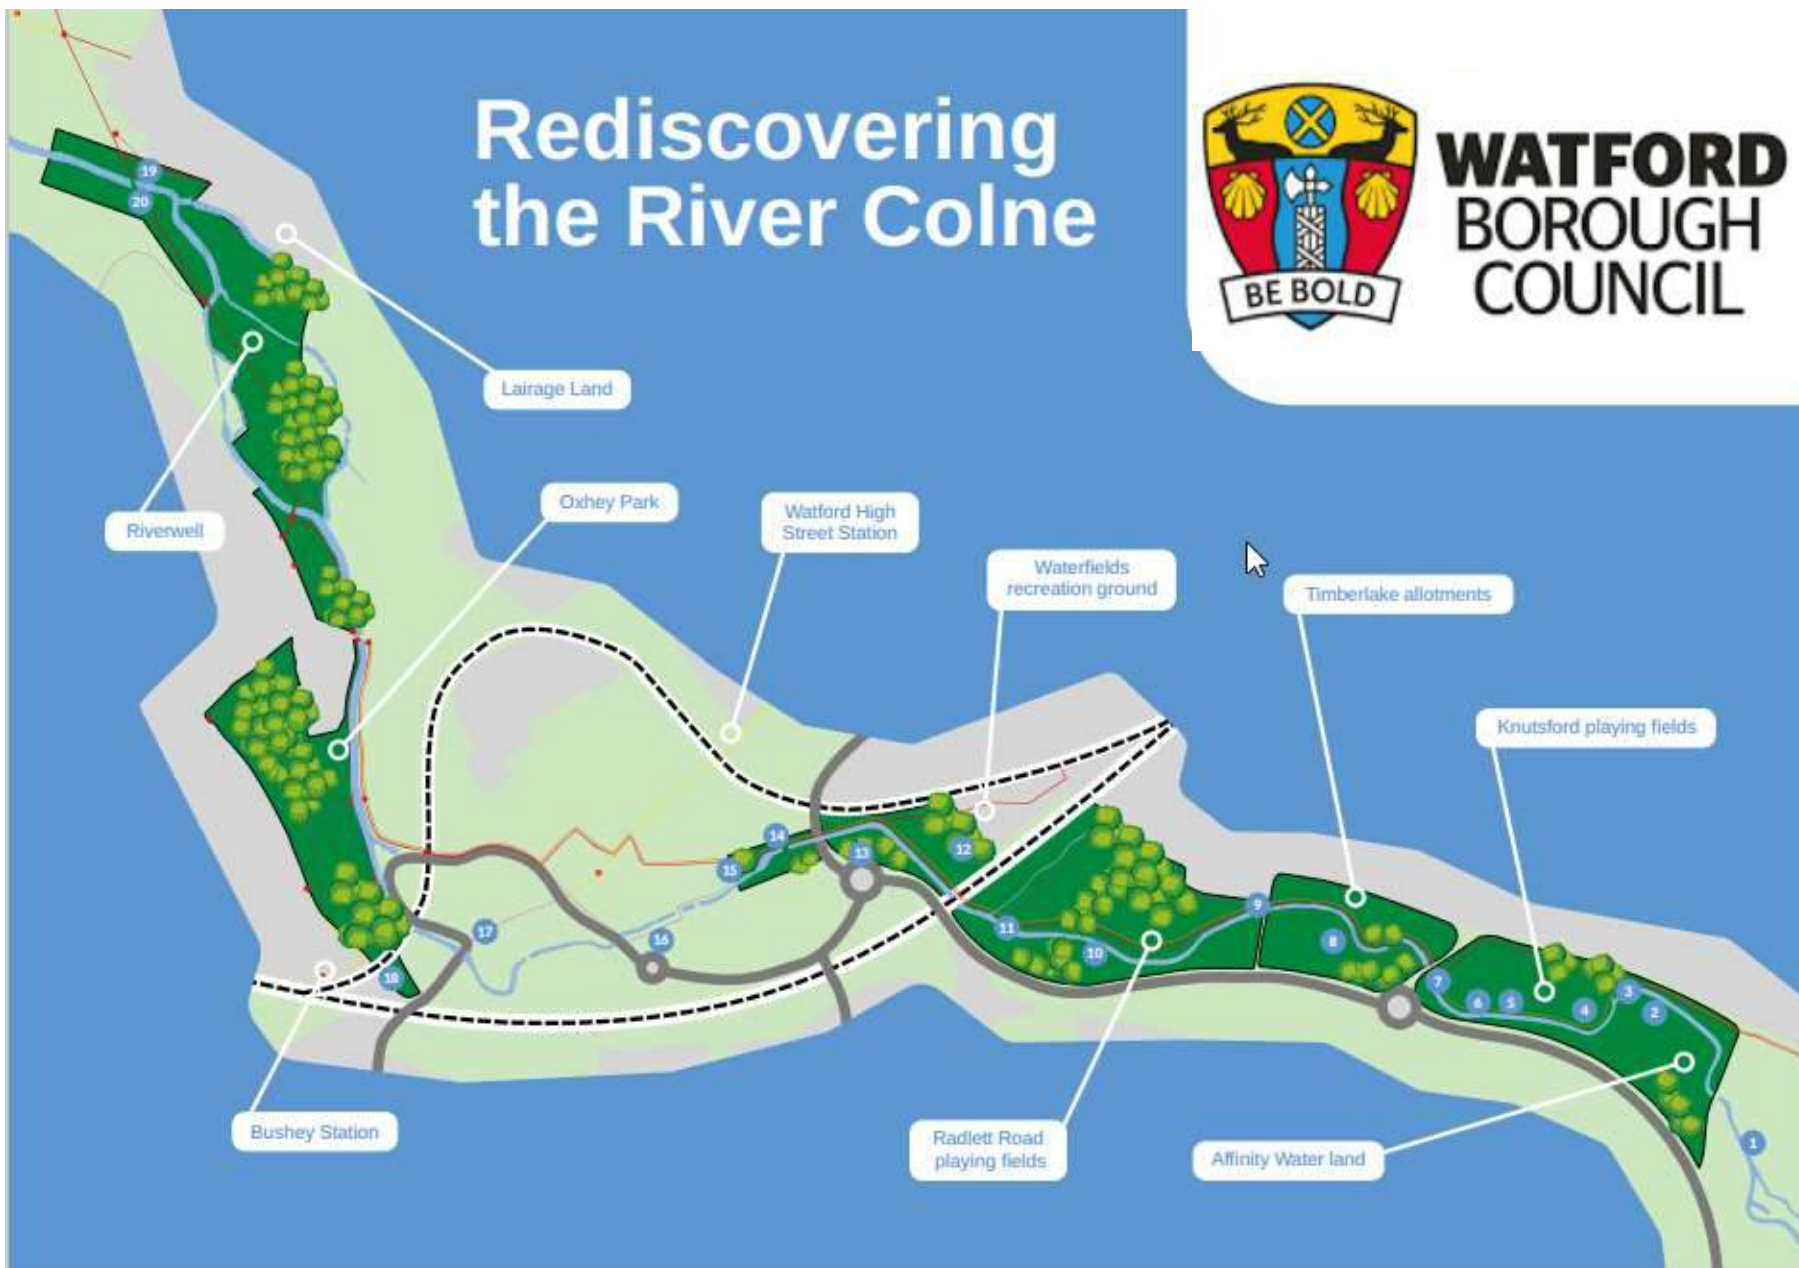 Rediscovering
the River Colne
WATFORD
BOROUGH
COUNCIL
BE BOLD
19
20
Lairage Land
Riverwell
Oxhey Park
Watford High
Street Station
Waterfields
recreation ground
Timberlake allotments
Knutsford playing fields
14
13
12
15
9
17
16
11
10
8
18
7
6
5
4
3
2
Bushey Station
Radlett Road
playing fields
Affinity Water land
1